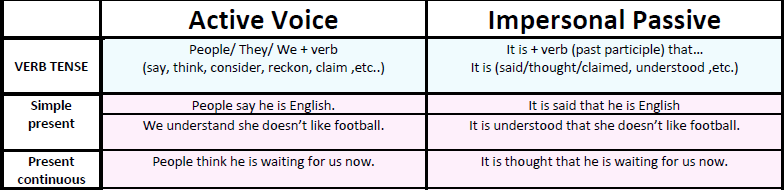 Active Voice Impersonal Passive
VERB TENSE
People/ They/ We + verb
(say, think, consider, reckon, claim ,etc..)
It is + verb (past participle) that...
It is (said/thought/claimed, understood ,etc.)
Simple
present
People say he is English. It is said that he is English
We understand she doesn't like football. It is understood that she doesn't like football.
Present
continuous
People think he is waiting for us now. It is thought that he is waiting for us now.